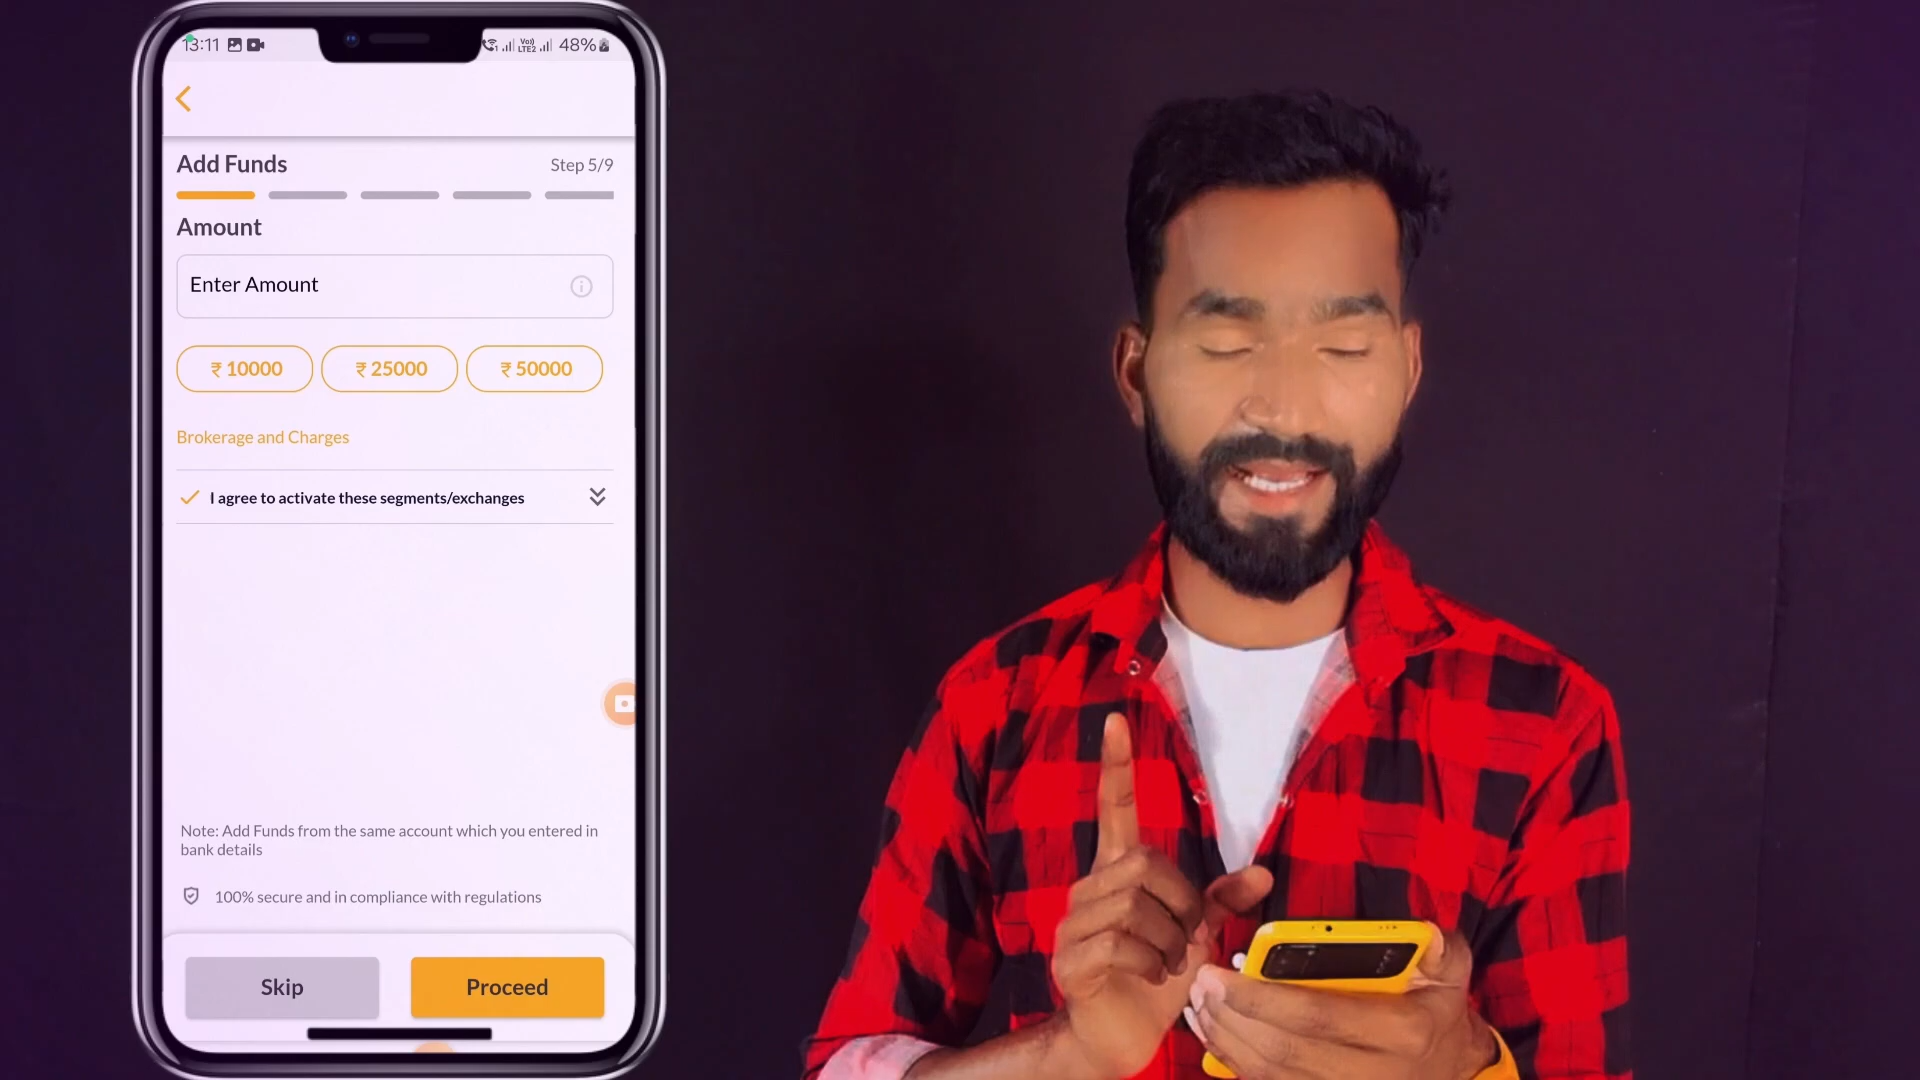 13:11 48%
Add Funds Step 5/9
Amount
Enter Amount
₹ 10000 ₹ 25000 ₹ 50000
Brokerage and Charges
I agree to activate these segments/exchanges
Note: Add Funds from the same account which you entered in
bank details
100% secure and in compliance with regulations
Skip Proceed